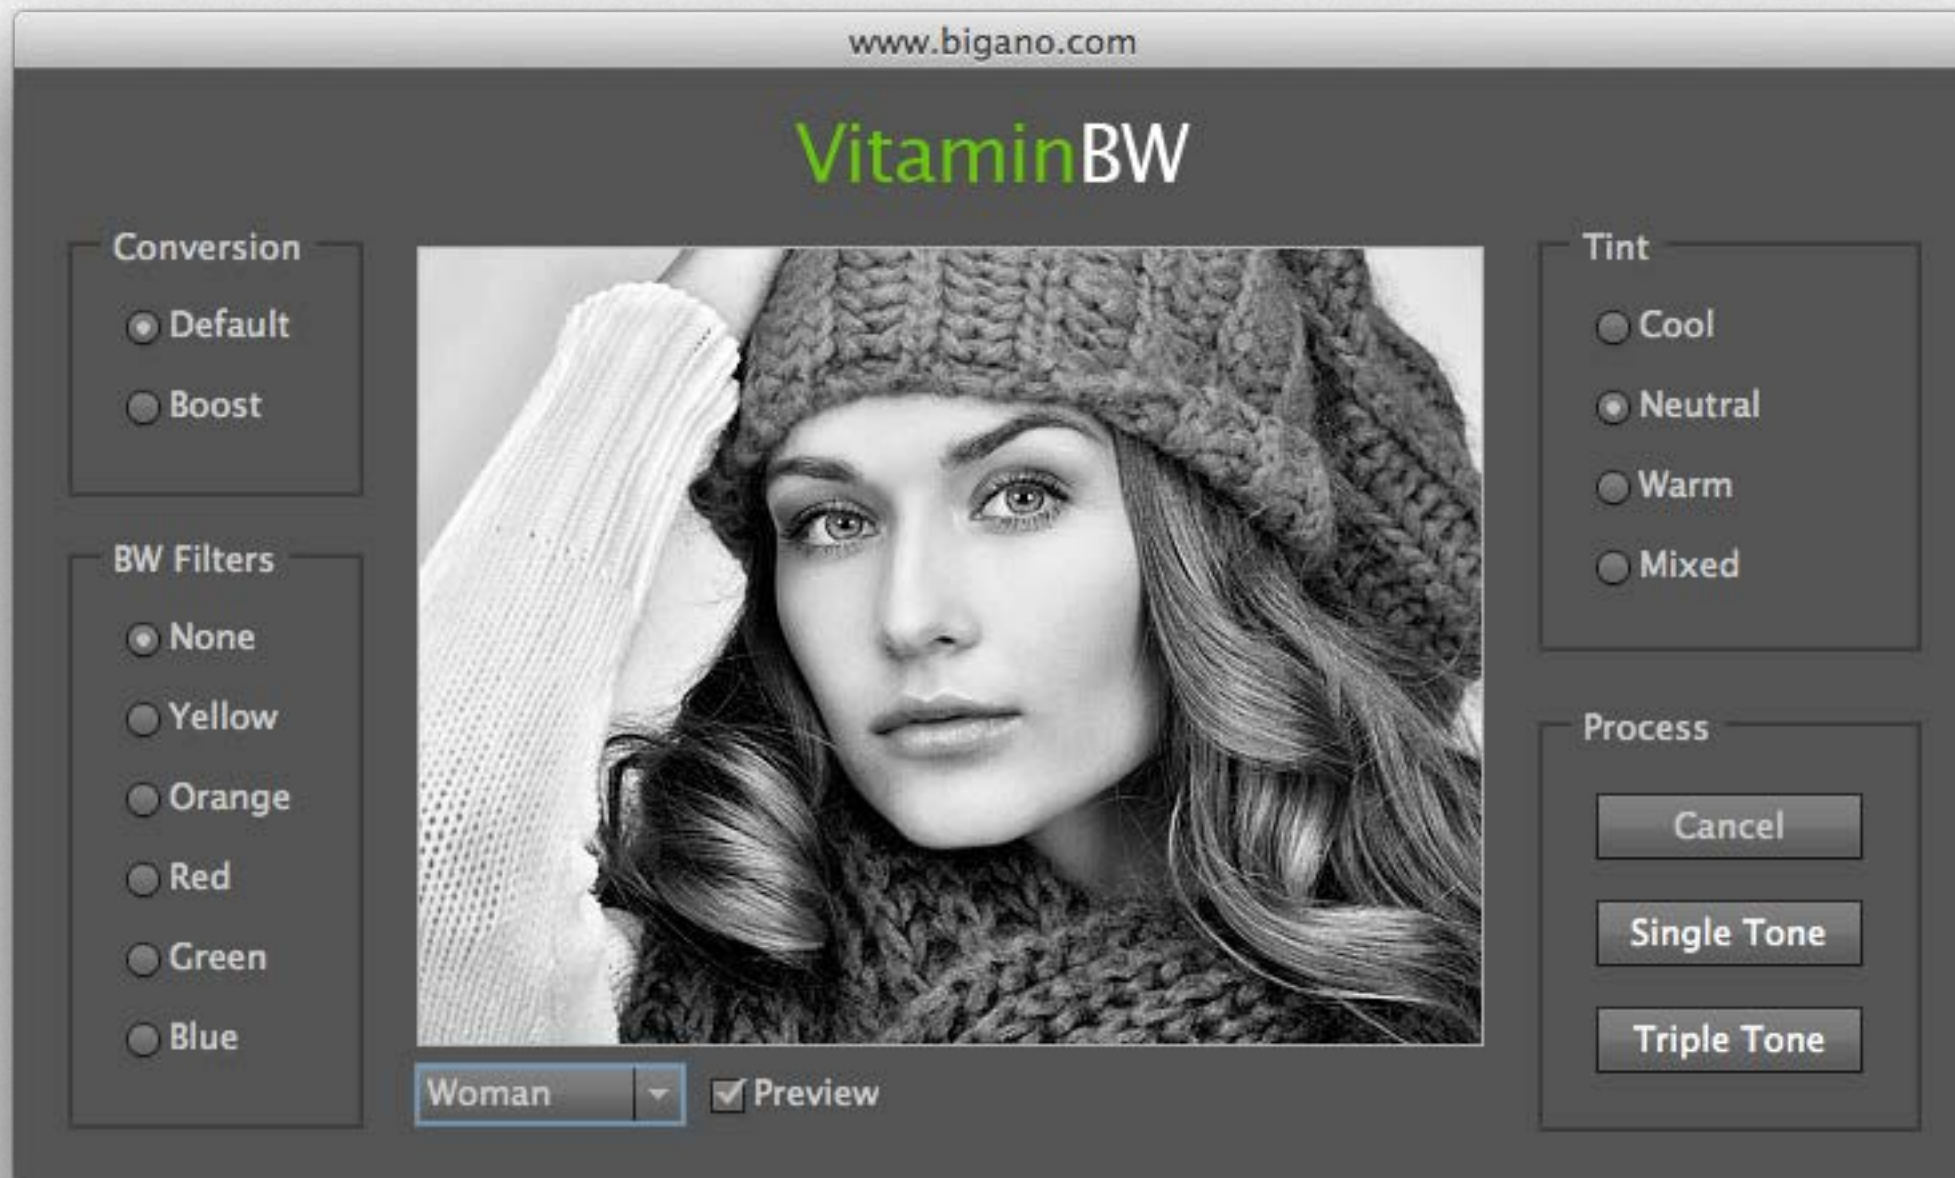 www.bigano.com
VitaminBW
Conversion
Default
Boost
BW Filters
None
Yellow
Orange
Red
Green
Blue
Woman
Preview
Tint
Cool
Neutral
Warm
Mixed
Process
Cancel
Single Tone
Triple Tone